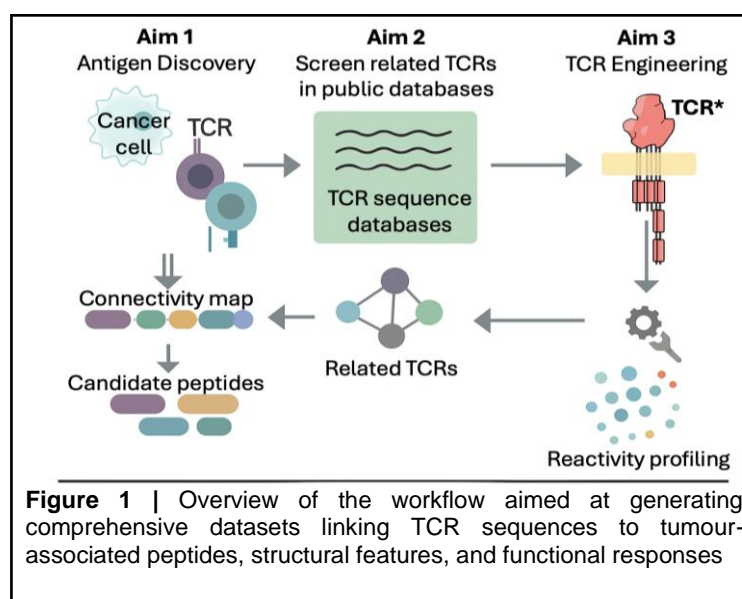 Aim 1
Antigen Discovery
Cancer
cell
TCR
Aim 2
Screen related TCRs
in public databases
TCR sequence
databases
Aim 3
TCR Engineering
TCR*
Connectivity map
Candidate peptides
Related TCRs
Reactivity profiling
Figure 1 | Overview of the workflow aimed at generating
comprehensive datasets linking TCR sequences to tumour-
associated peptides, structural features, and functional responses